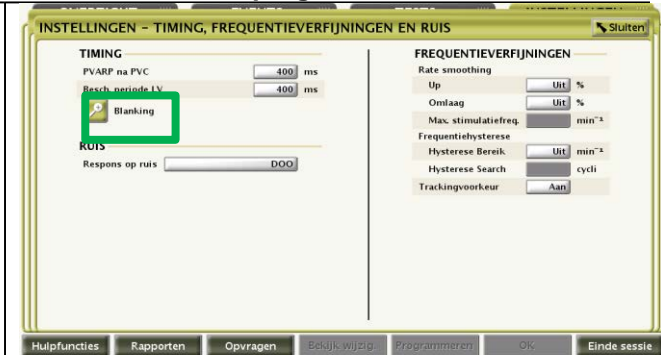 INSTELLINGEN – TIMING, FREQUENTIEVERFIJNINGEN EN RUIS
Sluiten
TIMING
PVARP na PVC 400 ms
Besch. periode LV 400 ms
Blanking
RUIS
Respons op ruis DOO
FREQUENTIEVERFIJNINGEN
Rate smoothing
Up Uit %
Omlaag Uit %
Max. stimulatiefreq. min⁻¹
Frequentiehysterese
Hysterese Bereik Uit min⁻¹
Hysterese Search cycli
Trackingvoorkeur Aan
Hulpfuncties Rapporten Opvragen Bekijk wijzig. Programmeren OK Einde sessie